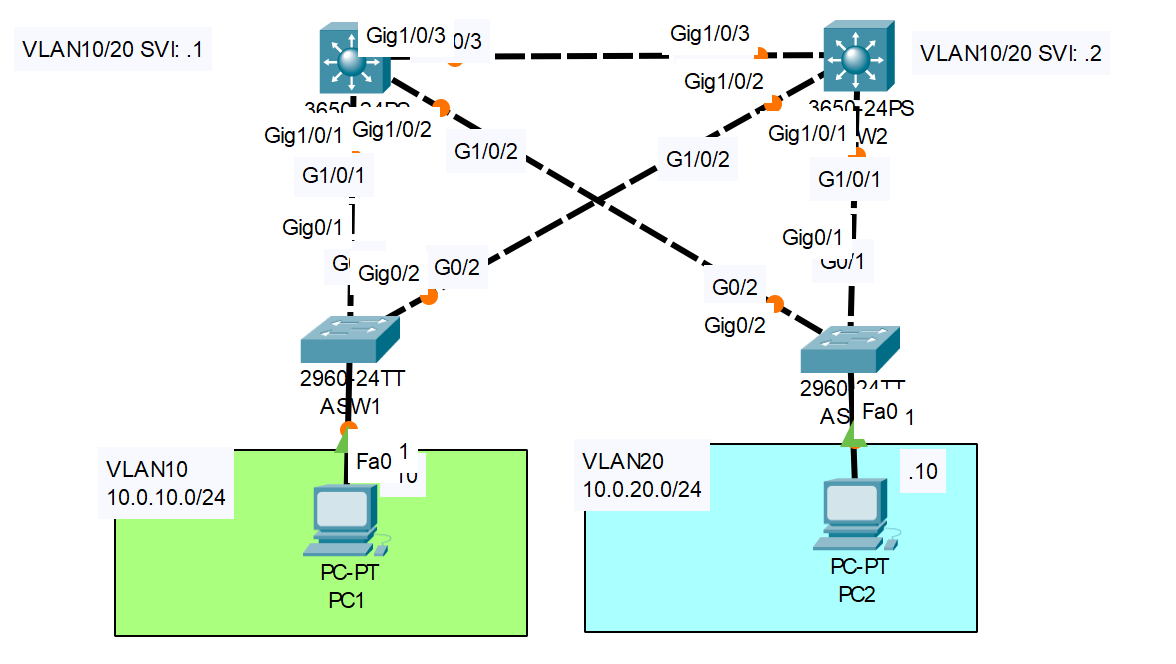 VLAN10/20 SVI: .1
Gig1/0/3
0/3
Gig1/0/3
VLAN10/20 SVI: .2
Gig1/0/2
3650-24PS
3650-24PS
W2
Gig1/0/1
Gig1/0/2
Gig1/0/1
G1/0/2
G1/0/2
G1/0/1
G1/0/1
Gig0/1
Gig0/1
G0/1
Gig0/2
G0/2
G0/2
Gig0/2
2960-24TT
ASW1
2960-24TT
AS
Fa0
1
VLAN10
10.0.10.0/24
Fa0
1
10
VLAN20
10.0.20.0/24
.10
PC-PT
PC1
PC-PT
PC2